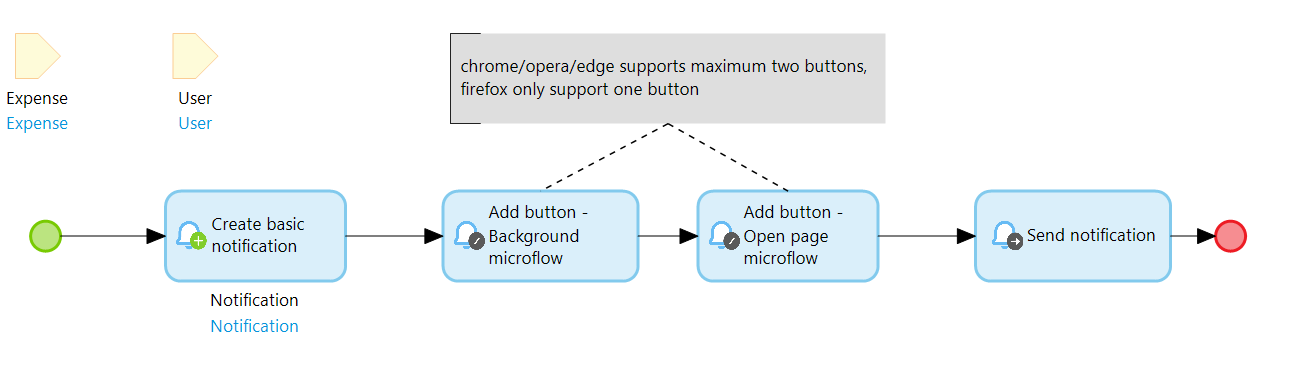 Expense
Expense
User
User
chrome/opera/edge supports maximum two buttons,
firefox only support one button
Create basic
notification
Notification
Notification
Add button -
Background
microflow
Add button -
Open page
microflow
Send notification